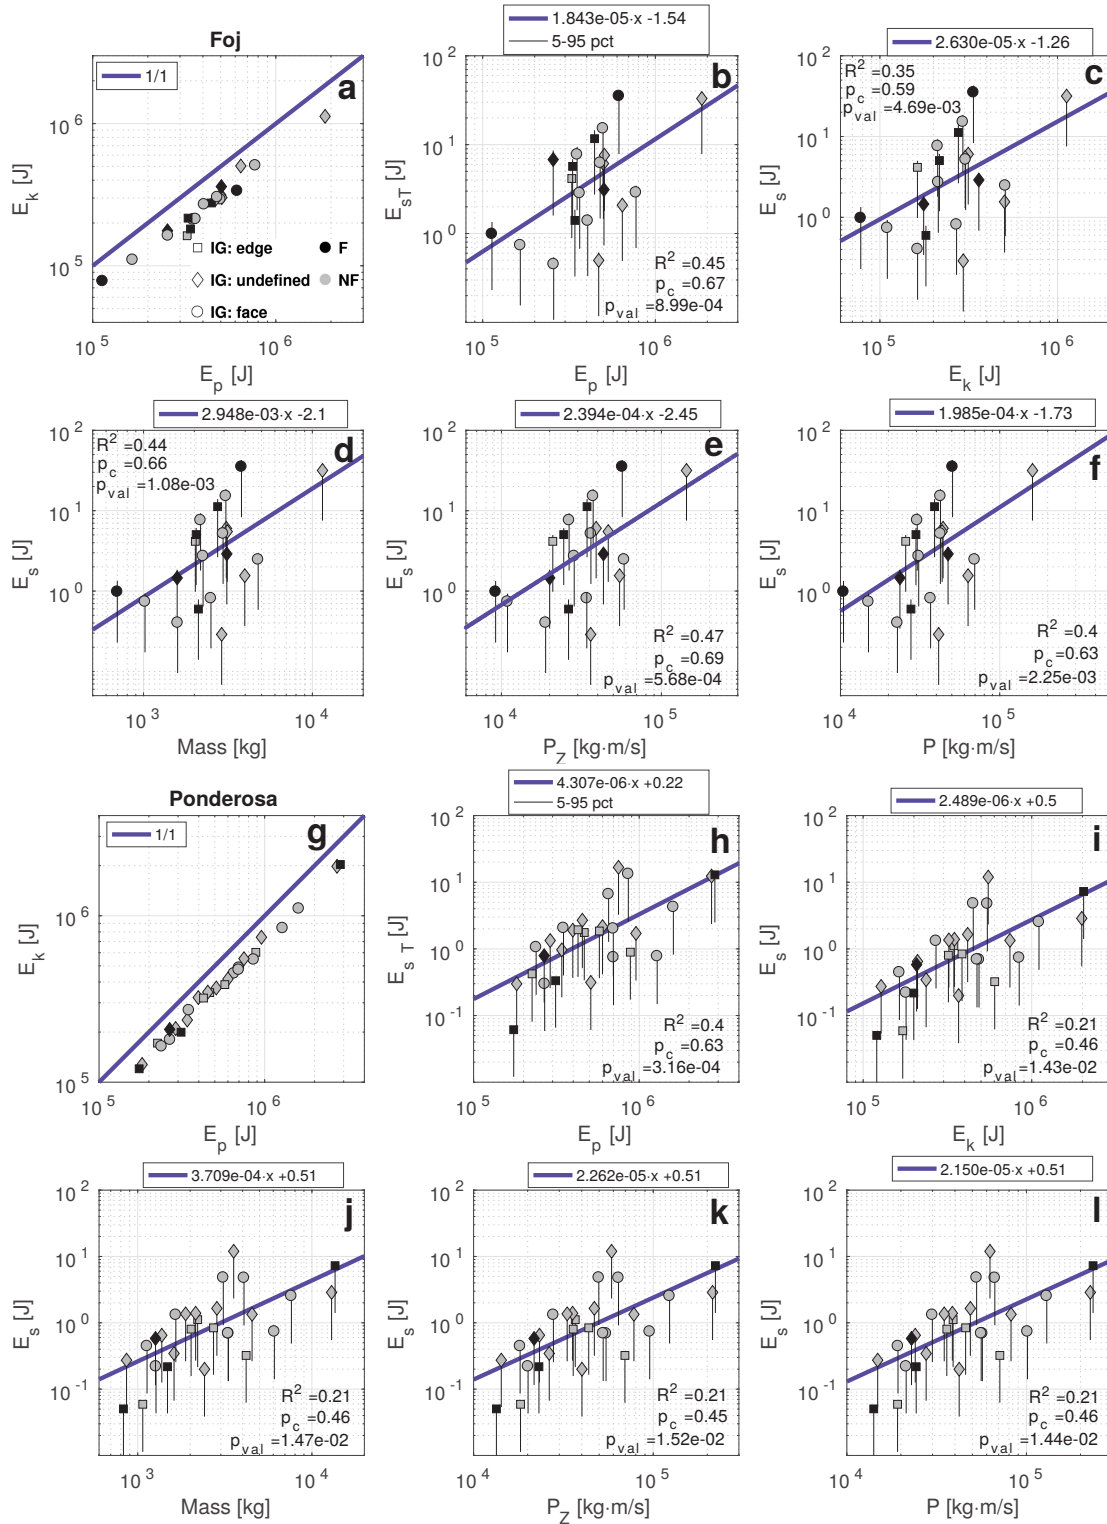 Foj
1/1
a
10^6
10^5
E_k [J]
IG: edge
F
IG: undefined
NF
IG: face
10^5
10^6
E_p [J]
1.843e-05·x -1.54
5-95 pct
b
10^2
10^1
10^0
E_sT [J]
R^2 =0.45
p_c =0.67
p_val =8.99e-04
10^5
10^6
E_p [J]
2.630e-05·x -1.26
R^2 =0.35
p_c =0.59
p_val =4.69e-03
c
10^2
10^1
10^0
E_s [J]
10^5
10^6
E_k [J]
2.948e-03·x -2.1
R^2 =0.44
p_c =0.66
p_val =1.08e-03
d
10^2
10^1
10^0
E_s [J]
10^3
10^4
Mass [kg]
2.394e-04·x -2.45
e
10^2
10^1
10^0
E_s [J]
R^2 =0.47
p_c =0.69
p_val =5.68e-04
10^4
10^5
P_Z [kg·m/s]
1.985e-04·x -1.73
f
10^2
10^1
10^0
E_s [J]
R^2 =0.4
p_c =0.63
p_val =2.25e-03
10^4
10^5
P [kg·m/s]
Ponderosa
1/1
g
10^6
10^5
E_k [J]
10^5
10^6
E_p [J]
4.307e-06·x +0.22
5-95 pct
h
10^2
10^1
10^0
10^-1
E_sT [J]
R^2 =0.4
p_c =0.63
p_val =3.16e-04
10^5
10^6
E_p [J]
2.489e-06·x +0.5
i
10^2
10^1
10^0
10^-1
E_s [J]
R^2 =0.21
p_c =0.46
p_val =1.43e-02
10^5
10^6
E_k [J]
3.709e-04·x +0.51
j
10^2
10^1
10^0
10^-1
E_s [J]
R^2 =0.21
p_c =0.46
p_val =1.47e-02
10^3
10^4
Mass [kg]
2.262e-05·x +0.51
k
10^2
10^1
10^0
10^-1
E_s [J]
R^2 =0.21
p_c =0.45
p_val =1.52e-02
10^4
10^5
P_Z [kg·m/s]
2.150e-05·x +0.51
l
10^2
10^1
10^0
10^-1
E_s [J]
R^2 =0.21
p_c =0.46
p_val =1.44e-02
10^4
10^5
P [kg·m/s]